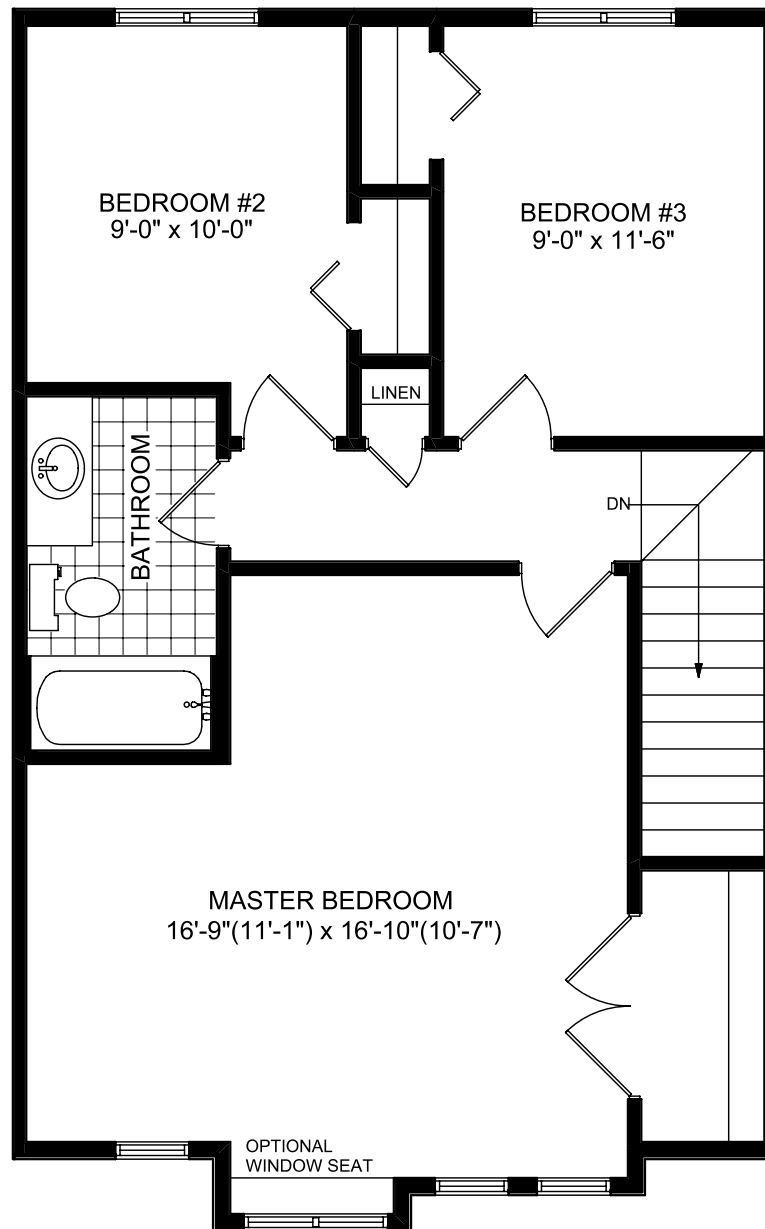 BEDROOM #2
9'-0" x 10'-0"
BEDROOM #3
9'-0" x 11'-6"
LINEN
BATHROOM
DN
MASTER BEDROOM
16'-9"(11'-1") x 16'-10"(10'-7")
OPTIONAL
WINDOW SEAT